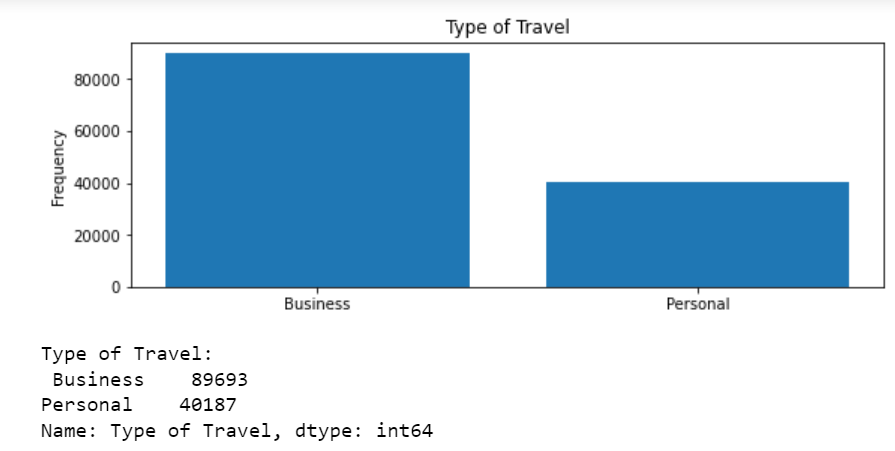 Type of Travel
Frequency
80000
60000
40000
20000
0
Business Personal
Type of Travel:
 Business    89693
Personal    40187
Name: Type of Travel, dtype: int64